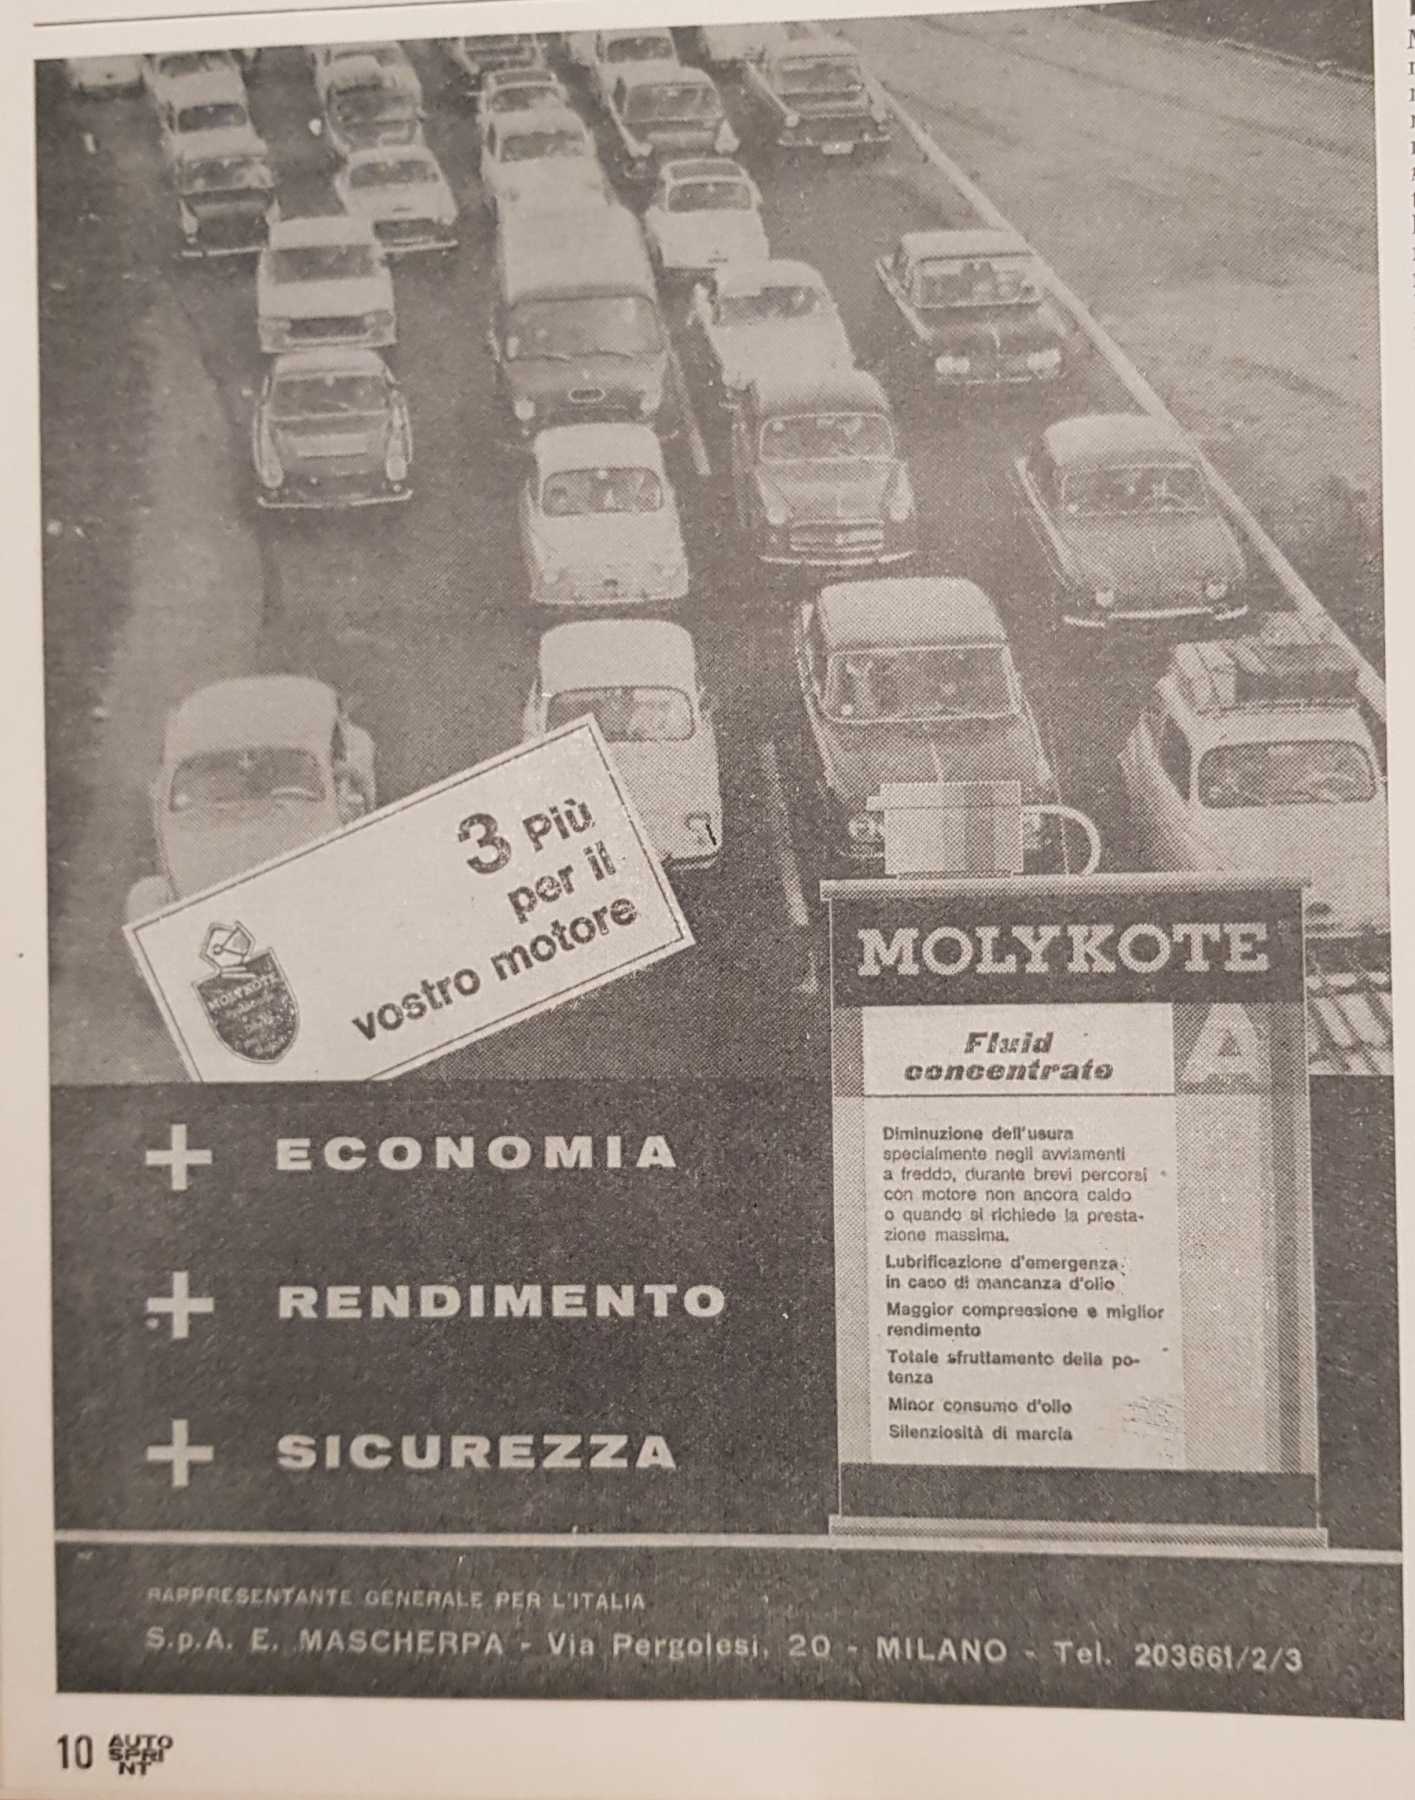 3 Più
per il
vostro motore
MOLYKOTE
MOLYKOTE
A
Fluid
concentrato
Diminuzione dell'usura
specialmente negli avviamenti
a freddo, durante brevi percorsi
con motore non ancora caldo
o quando si richiede la presta-
zione massima.
Lubrificazione d'emergenza
in caso di mancanza d'olio
Maggior compressione e miglior
rendimento
Totale sfruttamento della po-
tenza
Minor consumo d'olio
Silenziosità di marcia
+ ECONOMIA
+ RENDIMENTO
+ SICUREZZA
RAPPRESENTANTE GENERALE PER L'ITALIA
S.p.A. E. MASCHERPA - Via Pergolesi, 20 - MILANO - Tel. 203661/2/3
10 AUTO
SPRI
NT